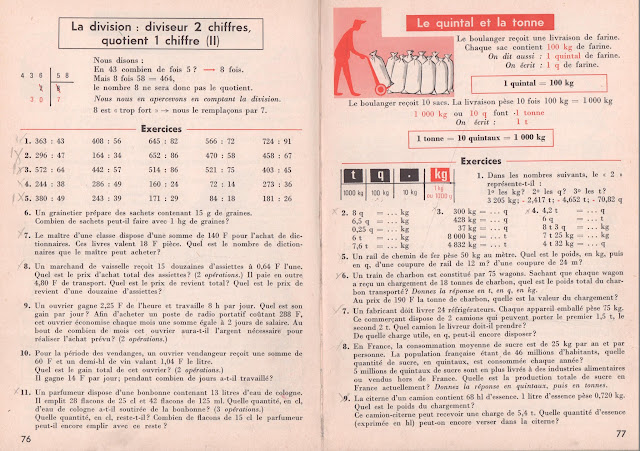 La division : diviseur 2 chiffres,
quotient 1 chiffre (II)
Nous disons :
En 43 combien de fois 5 ? → 8 fois.
Mais 8 fois 58 = 464,
le nombre 8 ne sera donc pas le quotient.
Nous nous en apercevons en comptant la division.
8 est « trop fort » → nous le remplaçons par 7.
4 3 6 5 8
3 0 7
Exercices
1. 363 : 43 408 : 56 645 : 82 566 : 72 724 : 91
2. 296 : 47 164 : 34 652 : 86 470 : 58 458 : 67
3. 572 : 64 442 : 57 514 : 86 521 : 75 403 : 45
4. 244 : 38 286 : 49 160 : 24 72 : 14 273 : 36
5. 380 : 49 243 : 39 171 : 29 84 : 18 181 : 26
6. Un grainetier prépare des sachets contenant 15 g de graines.
Combien de sachets peut-il faire avec 1 hg de graines?
7. Le maître d'une classe dispose d'une somme de 140 F pour l'achat de dic-
tionnaires. Ces livres valent 18 F pièce. Quel est le nombre de diction-
naires que le maître peut acheter?
8. Un marchand de vaisselle reçoit 15 douzaines d'assiettes à 0,64 F l'une.
Quel est le prix d'achat total des assiettes? (2 opérations.) Il paie en outre
4,80 F de transport. Quel est le prix de revient total? Quel est le prix de
revient d'une douzaine d'assiettes?
9. Un ouvrier gagne 2,25 F de l'heure et travaille 8 h par jour. Quel est son
gain par jour? Afin d'acheter un poste de radio portatif coûtant 288 F,
cet ouvrier économise chaque mois une somme égale à 2 jours de salaire. Au
bout de combien de mois cet ouvrier aura-t-il l'argent nécessaire pour
réaliser l'achat prévu? (2 opérations.)
10. Pour la période des vendanges, un ouvrier vendangeur reçoit une somme de
60 F et un demi-hl de vin valant 1,04 F le litre.
Quel est le gain total de cet ouvrier? (2 opérations.)
Il gagne 14 F par jour; pendant combien de jours a-t-il travaillé?
11. Un parfumeur dispose d'une bonbonne contenant 13 litres d'eau de cologne.
Il emplit 28 flacons de 25 cl et 42 flacons de 125 ml. Quelle quantité, en cl,
d'eau de cologne a-t-il soutirée de la bonbonne? (3 opérations.)
Quelle quantité, en cl, reste-t-il? Combien de flacons de 15 cl le parfumeur
peut-il encore emplir avec ce reste ?
76
Le quintal et la tonne
Le boulanger reçoit une livraison de farine.
Chaque sac contient 100 kg de farine.
On dit aussi : 1 quintal de farine.
On écrit : 1 q de farine.
1 quintal = 100 kg
Le boulanger reçoit 10 sacs. La livraison pèse 10 fois 100 kg = 1 000 kg
1 000 kg ou 10 q font 1 tonne
On écrit : 1 t
1 tonne = 10 quintaux = 1 000 kg
Exercices
t q . kg
1000 kg 100 kg 10 kg 1 kg
ou 1000 g
1. Dans les nombres suivants, le « 2 »
représente-t-il :
1º les kg? 2º les q? 3º les t?
3 205 kg; - 2,417 t; - 4,652 t; - 70,82 q
2. 8 q = ... kg
6,5 q = ... kg
0,25 q = ... kg
6 t = ... kg
7,6 t = ... kg
3. 300 kg = ... q
428 kg = ... q
37 kg = ... q
8 000 kg = ... t
4 832 kg = ... t
4. 4,2 t = ... q
6 q = ... t
8 t 3 q = ... kg
7 t 25 kg = ... kg
4 t 32 kg = ... q
5. Un rail de chemin de fer pèse 50 kg au mètre. Quel est le poids, en kg, puis
en q, d'une coupure de rail de 12 m? d'une coupure de 24 m?
6. Un train de charbon est constitué par 75 wagons. Sachant que chaque wagon
a reçu un chargement de 18 tonnes de charbon, quel est le poids total du char-
bon transporté? Donnez la réponse en t, en q, en kg.
Au prix de 190 F la tonne de charbon, quelle est la valeur du chargement?
7. Un fabricant doit livrer 24 réfrigérateurs. Chaque appareil emballé pèse 75 kg.
Ce commerçant dispose de 2 camions qui peuvent porter le premier 1,5 t, le
second 2 t. Quel camion le livreur doit-il prendre?
De quelle charge utile, en q, peut-il encore disposer?
8. En France, la consommation moyenne de sucre est de 25 kg par an et par
personne. La population française étant de 46 millions d'habitants, quelle
quantité de sucre, en quintaux, est consommée chaque année?
5 millions de quintaux de sucre sont en plus livrés à des industries alimentaires
ou vendus hors de France. Quelle est la production totale de sucre en
France actuellement? Donnez la réponse en quintaux, puis en tonnes.
9. La citerne d'un camion contient 68 hl d'essence. 1 litre d'essence pèse 0,720 kg.
Quel est le poids du chargement?
Ce camion-citerne peut recevoir une charge de 5,4 t. Quelle quantité d'essence
(exprimée en hl) peut-on encore verser dans la citerne?
77